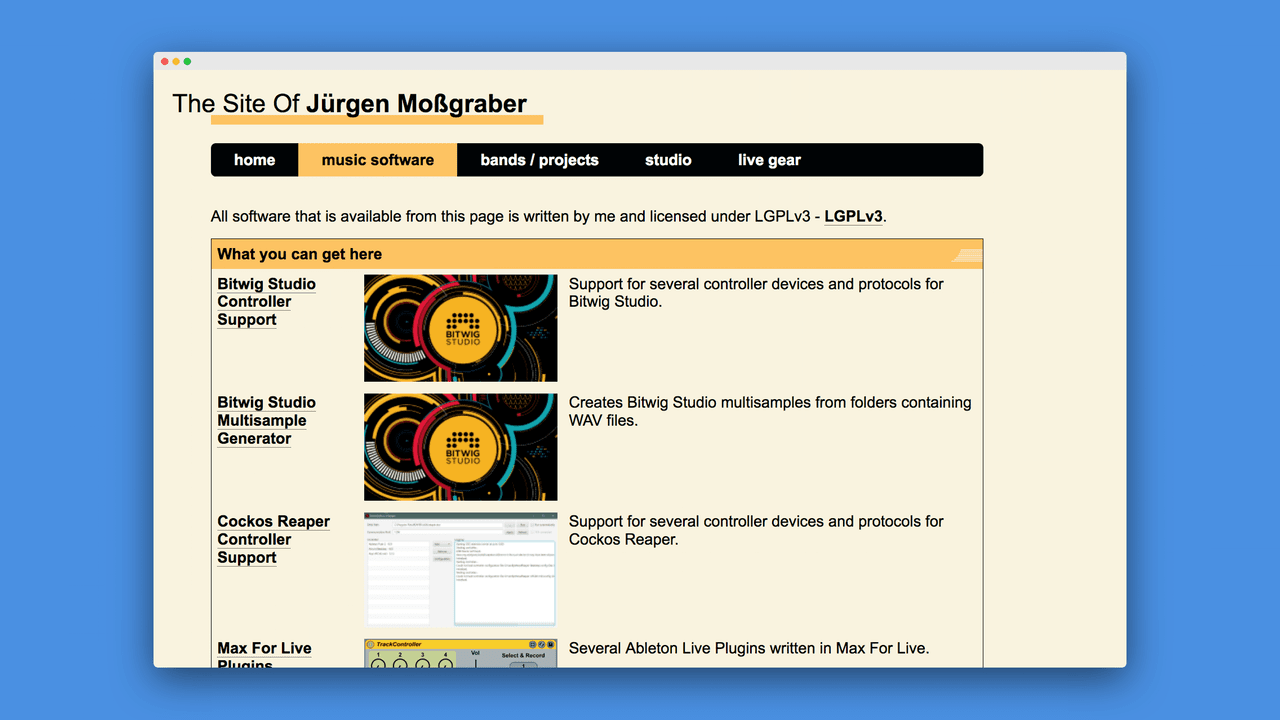 The Site Of Jürgen Moßgraber
home music software bands / projects studio live gear
All software that is available from this page is written by me and licensed under LGPLv3 - LGPLv3.
What you can get here
Bitwig Studio
Controller
Support
BITWIG
STUDIO
Support for several controller devices and protocols for
Bitwig Studio.
Bitwig Studio
Multisample
Generator
BITWIG
STUDIO
Creates Bitwig Studio multisamples from folders containing
WAV files.
Cockos Reaper
Controller
Support
Support for several controller devices and protocols for
Cockos Reaper.
Max For Live
Plugins
TrackController
1 2 3 4 Vol Select & Record
1
Several Ableton Live Plugins written in Max For Live.